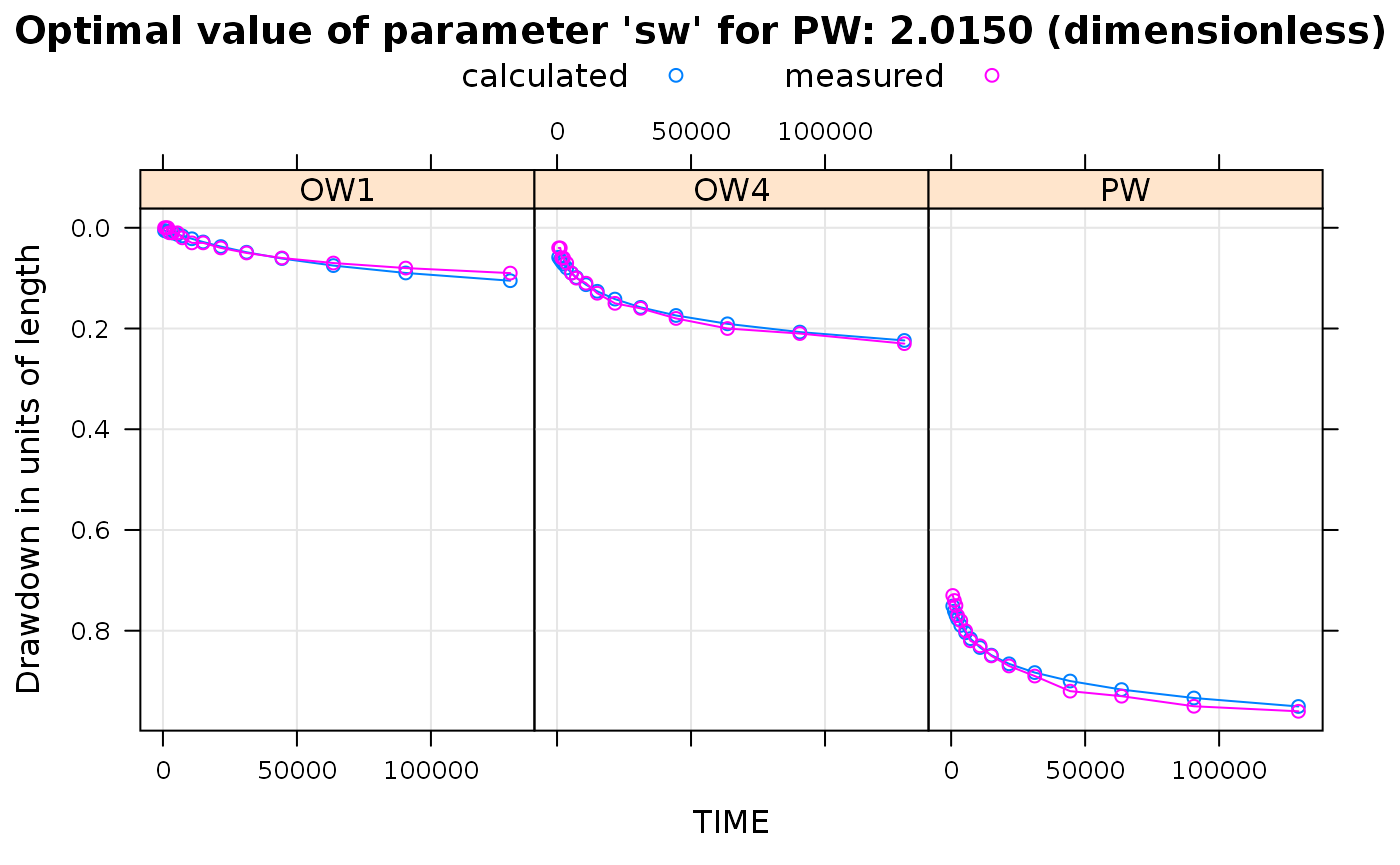 Optimal value of parameter 'sw' for PW: 2.0150 (dimensionless)
calculated measured
0 50000 100000
OW1 OW4 PW
0.0
0.2
0.4
0.6
0.8
Drawdown in units of length
0 50000 100000 0 50000 100000
TIME